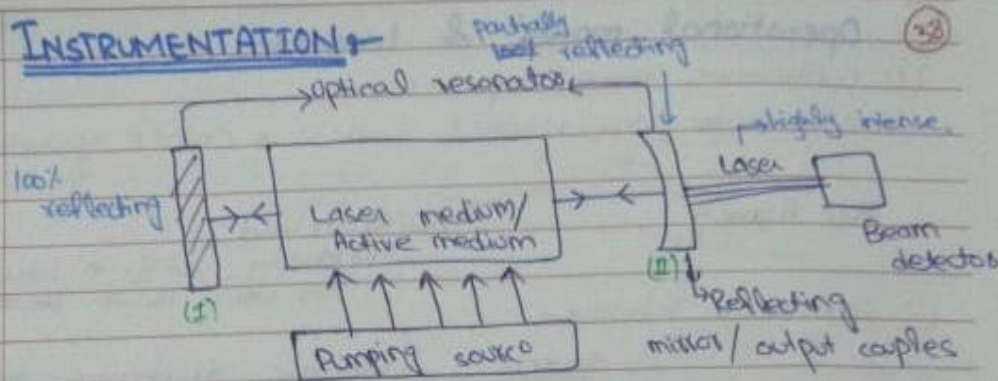 28
INSTRUMENTATION :-
partially
reflecting
optical resonator
highly intense
100%
reflecting
Laser
Laser medium/
Active medium
Beam
detector
(I)
(II)
Reflecting
mirror/ output coupler
Pumping source